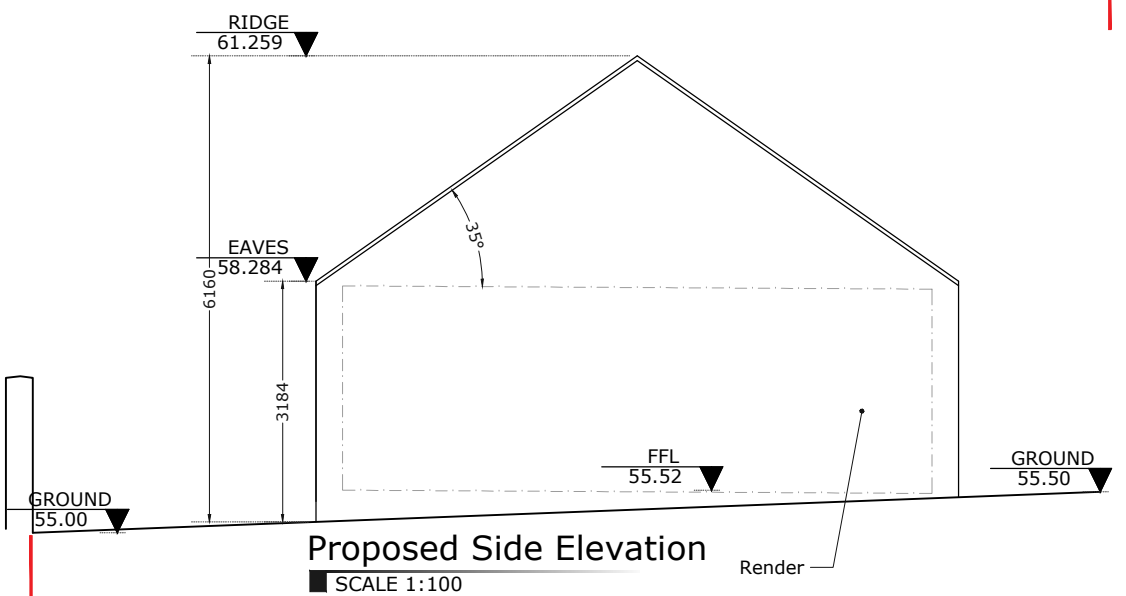 RIDGE
61.259
35°
EAVES
58.284
6160
3184
FFL
55.52
GROUND
55.50
GROUND
55.00
Proposed Side Elevation
SCALE 1:100
Render